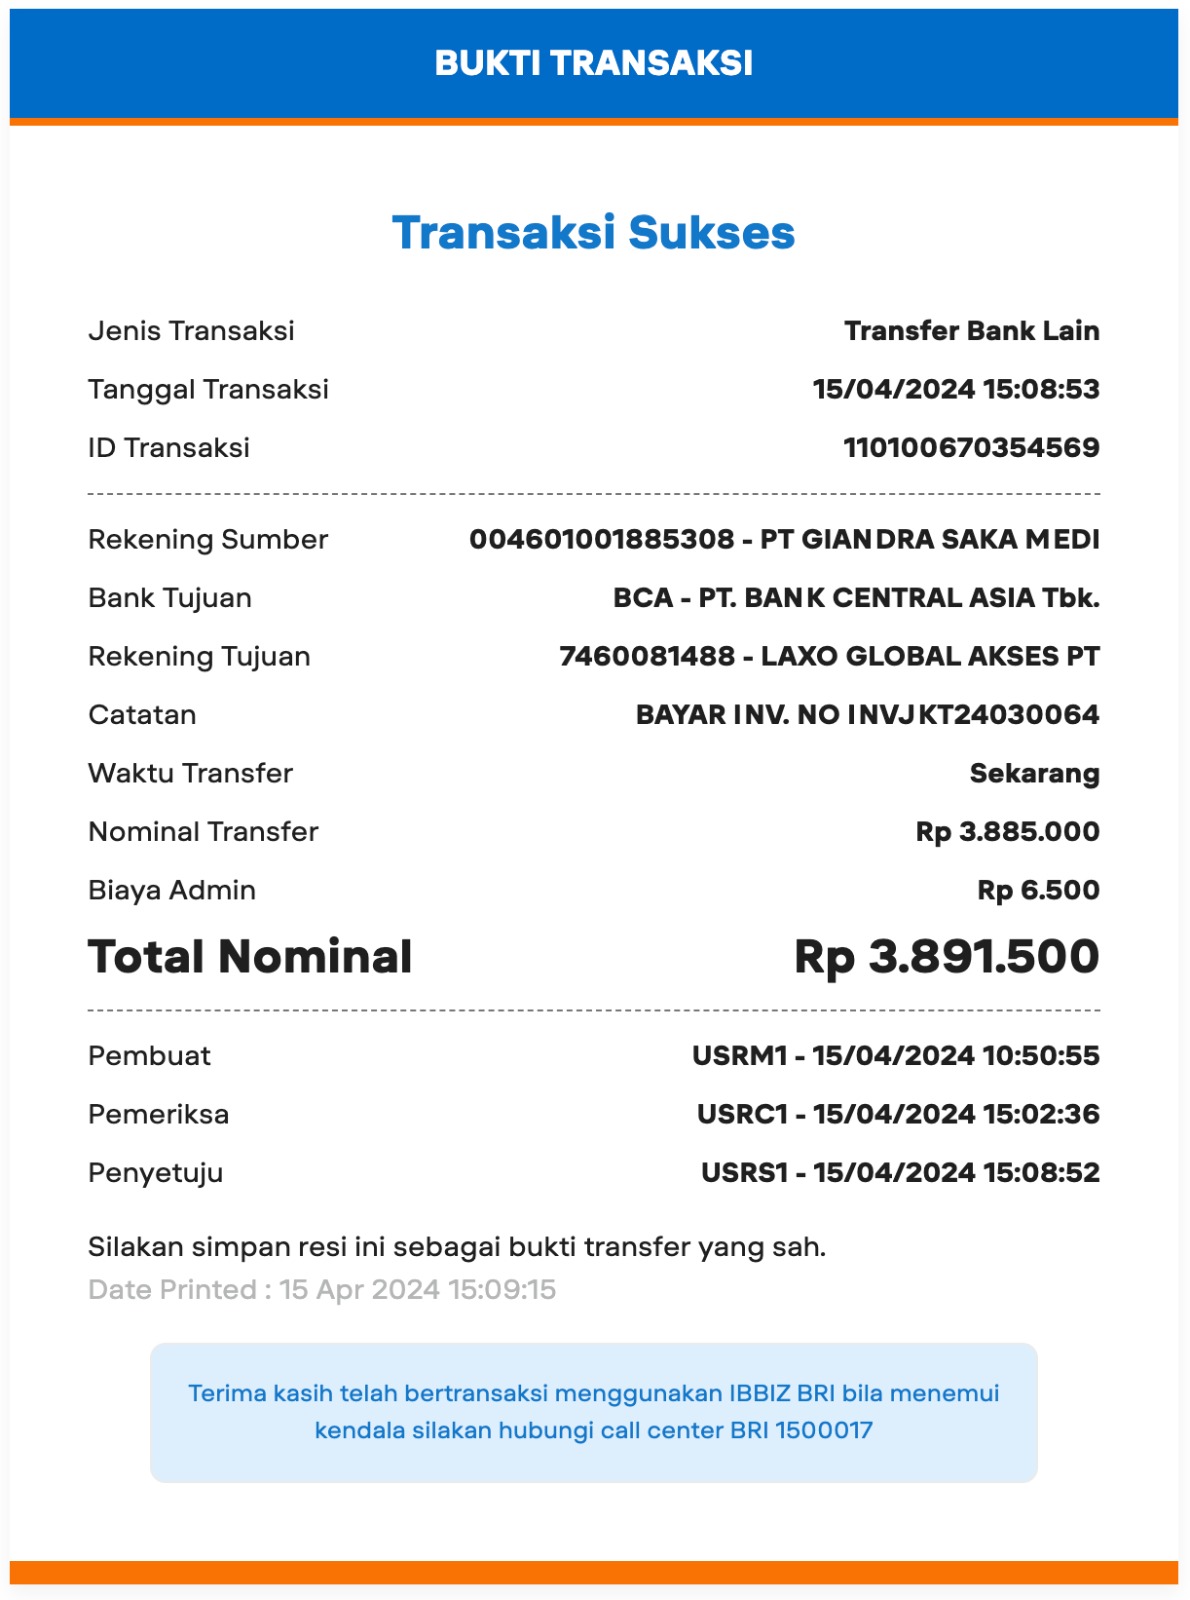 BUKTI TRANSAKSI
Transaksi Sukses
Jenis Transaksi Transfer Bank Lain
Tanggal Transaksi 15/04/2024 15:08:53
ID Transaksi 110100670354569
Rekening Sumber 004601001885308 - PT GIANDRA SAKA MEDI
Bank Tujuan BCA - PT. BANK CENTRAL ASIA Tbk.
Rekening Tujuan 7460081488 - LAXO GLOBAL AKSES PT
Catatan BAYAR INV. NO INVJKT24030064
Waktu Transfer Sekarang
Nominal Transfer Rp 3.885.000
Biaya Admin Rp 6.500
Total Nominal Rp 3.891.500
Pembuat USRM1 - 15/04/2024 10:50:55
Pemeriksa USRC1 - 15/04/2024 15:02:36
Penyetuju USRS1 - 15/04/2024 15:08:52
Silakan simpan resi ini sebagai bukti transfer yang sah.
Date Printed : 15 Apr 2024 15:09:15
Terima kasih telah bertransaksi menggunakan IBBIZ BRI bila menemui
kendala silakan hubungi call center BRI 1500017